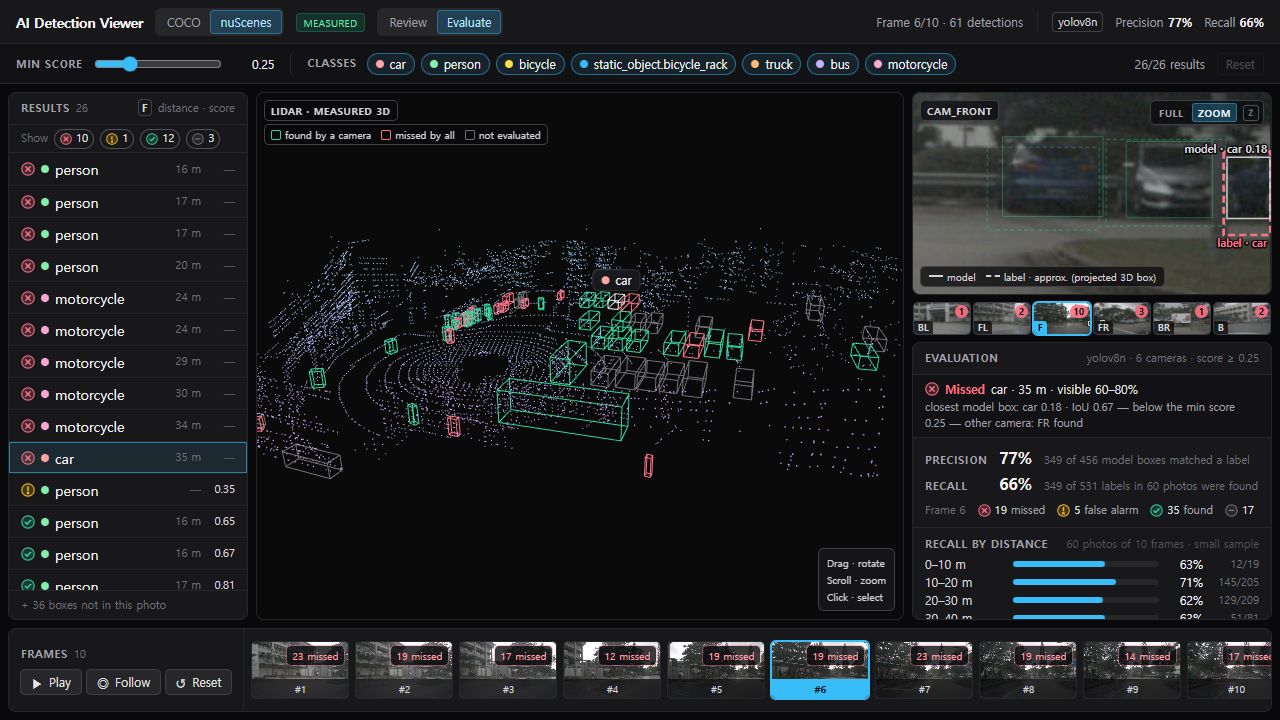 AI Detection Viewer COCO nuScenes MEASURED Review Evaluate Frame 6/10 · 61 detections yolov8n Precision 77% Recall 66%
MIN SCORE 0.25 CLASSES car person bicycle static_object.bicycle_rack truck bus motorcycle 26/26 results Reset
RESULTS 26 F distance · score
Show 10 1 12 3
person 16 m —
person 17 m —
person 17 m —
person 20 m —
motorcycle 24 m —
motorcycle 24 m —
motorcycle 29 m —
motorcycle 30 m —
motorcycle 34 m —
car 35 m —
person — 0.35
person 16 m 0.65
person 16 m 0.67
person 17 m 0.81
+ 36 boxes not in this photo
LIDAR · MEASURED 3D
found by a camera missed by all not evaluated
car
Drag · rotate
Scroll · zoom
Click · select
CAM_FRONT FULL ZOOM Z
model · car 0.18
label · car
model label · approx. (projected 3D box)
BL 1 FL 2 F 10 FR 3 BR 1 B 2
EVALUATION yolov8n · 6 cameras · score ≥ 0.25
Missed car · 35 m · visible 60–80%
closest model box: car 0.18 · IoU 0.67 — below the min score
0.25 — other camera: FR found
PRECISION 77% 349 of 456 model boxes matched a label
RECALL 66% 349 of 531 labels in 60 photos were found
Frame 6 19 missed 5 false alarm 35 found 17
RECALL BY DISTANCE 60 photos of 10 frames · small sample
0–10 m 63% 12/19
10–20 m 71% 145/205
20–30 m 62% 129/209
30–40 m 63% 51/81
FRAMES 10
Play Follow Reset
23 missed 19 missed 17 missed 12 missed 19 missed 19 missed 23 missed 19 missed 14 missed 17 misse
#1 #2 #3 #4 #5 #6 #7 #8 #9 #10